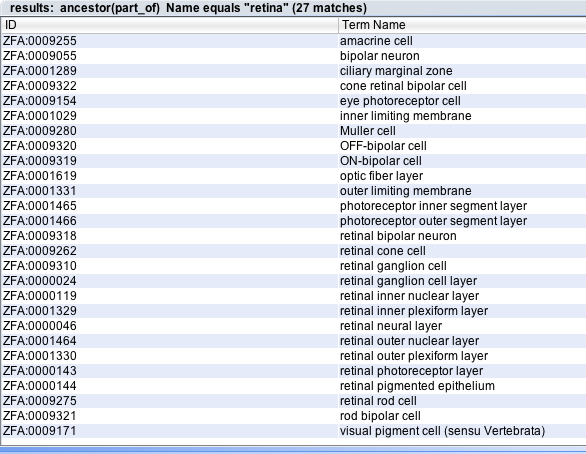 results: ancestor(part_of) Name equals "retina" (27 matches)
ID Term Name
ZFA:0009255 amacrine cell
ZFA:0009055 bipolar neuron
ZFA:0001289 ciliary marginal zone
ZFA:0009322 cone retinal bipolar cell
ZFA:0009154 eye photoreceptor cell
ZFA:0001029 inner limiting membrane
ZFA:0009280 Muller cell
ZFA:0009320 OFF-bipolar cell
ZFA:0009319 ON-bipolar cell
ZFA:0001619 optic fiber layer
ZFA:0001331 outer limiting membrane
ZFA:0001465 photoreceptor inner segment layer
ZFA:0001466 photoreceptor outer segment layer
ZFA:0009318 retinal bipolar neuron
ZFA:0009262 retinal cone cell
ZFA:0009310 retinal ganglion cell
ZFA:0000024 retinal ganglion cell layer
ZFA:0000119 retinal inner nuclear layer
ZFA:0001329 retinal inner plexiform layer
ZFA:0000046 retinal neural layer
ZFA:0001464 retinal outer nuclear layer
ZFA:0001330 retinal outer plexiform layer
ZFA:0000143 retinal photoreceptor layer
ZFA:0000144 retinal pigmented epithelium
ZFA:0009275 retinal rod cell
ZFA:0009321 rod bipolar cell
ZFA:0009171 visual pigment cell (sensu Vertebrata)